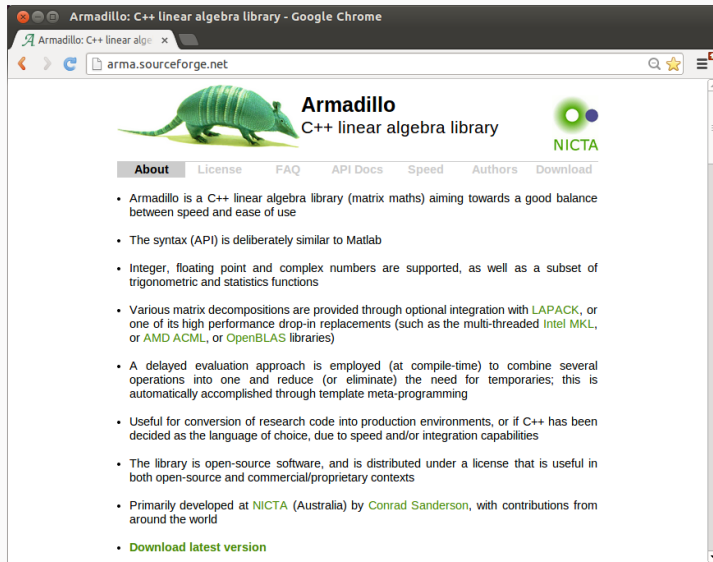 Armadillo: C++ linear algebra library - Google Chrome
Armadillo: C++ linear alge
arma.sourceforge.net
Armadillo
C++ linear algebra library
NICTA
About License FAQ API Docs Speed Authors Download
• Armadillo is a C++ linear algebra library (matrix maths) aiming towards a good balance
between speed and ease of use
• The syntax (API) is deliberately similar to Matlab
• Integer, floating point and complex numbers are supported, as well as a subset of
trigonometric and statistics functions
• Various matrix decompositions are provided through optional integration with LAPACK, or
one of its high performance drop-in replacements (such as the multi-threaded Intel MKL,
or AMD ACML, or OpenBLAS libraries)
• A delayed evaluation approach is employed (at compile-time) to combine several
operations into one and reduce (or eliminate) the need for temporaries; this is
automatically accomplished through template meta-programming
• Useful for conversion of research code into production environments, or if C++ has been
decided as the language of choice, due to speed and/or integration capabilities
• The library is open-source software, and is distributed under a license that is useful in
both open-source and commercial/proprietary contexts
• Primarily developed at NICTA (Australia) by Conrad Sanderson, with contributions from
around the world
• Download latest version